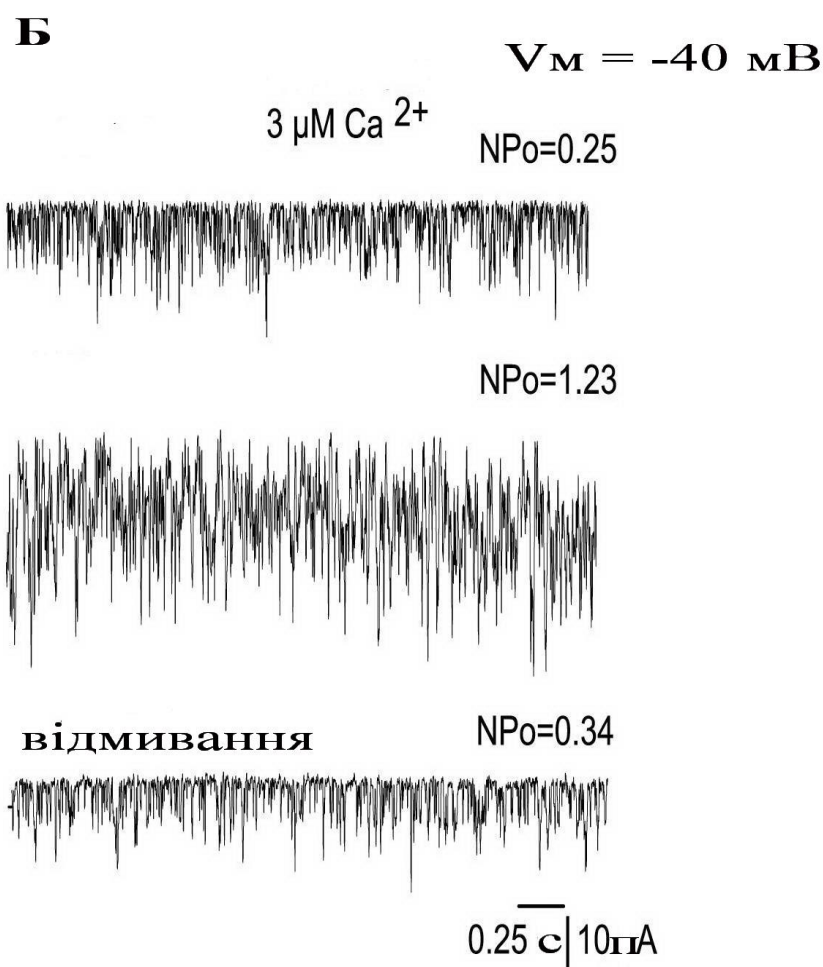 Б
Vм = -40 мВ
3 µM Ca 2+
NPo=0.25
NPo=1.23
відмивання
NPo=0.34
0.25 с 10пА